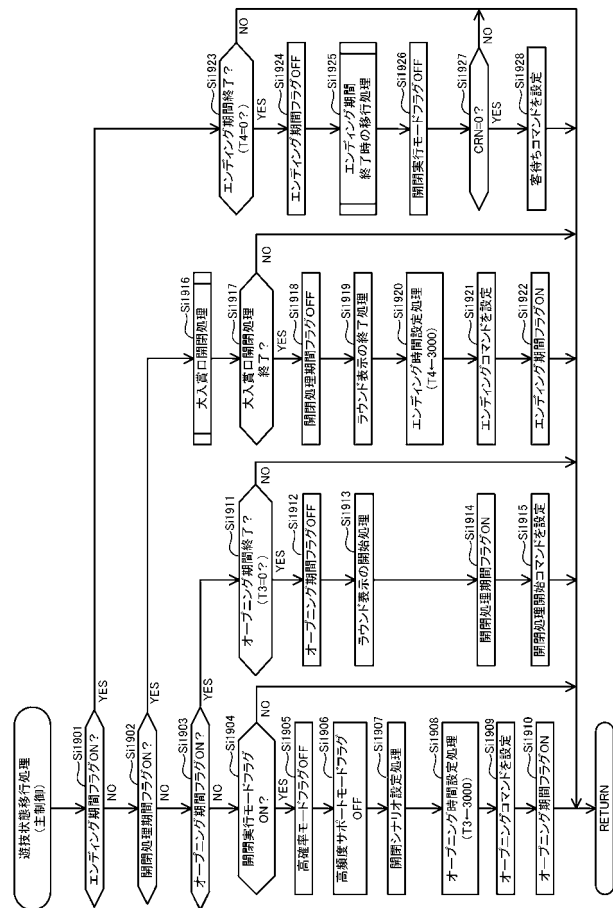 遊技状態移行処理
(主制御)
Si1901
エンディング期間フラグON?
YES
NO
Si1902
開閉処理期間フラグON?
YES
NO
Si1903
オープニング期間フラグON?
YES
NO
Si1904
開閉実行モードフラグ
ON?
NO
YES
Si1905
高確率モードフラグOFF
Si1906
高頻度サポートモードフラグ
OFF
Si1907
開閉シナリオ設定処理
Si1908
オープニング時間設定処理
(T3←3000)
Si1909
オープニングコマンドを設定
Si1910
オープニング期間フラグON
RETURN
Si1911
オープニング期間終了?
(T3=0?)
NO
YES
Si1912
オープニング期間フラグOFF
Si1913
ラウンド表示の開始処理
Si1914
開閉処理期間フラグON
Si1915
開閉処理開始コマンドを設定
Si1916
大入賞口開閉処理
Si1917
大入賞口開閉処理
終了?
NO
YES
Si1918
開閉処理期間フラグOFF
Si1919
ラウンド表示の終了処理
Si1920
エンディング時間設定処理
(T4←3000)
Si1921
エンディングコマンドを設定
Si1922
エンディング期間フラグON
Si1923
エンディング期間終了?
(T4=0?)
NO
YES
Si1924
エンディング期間フラグOFF
Si1925
エンディング期間
終了時の移行処理
Si1926
開閉実行モードフラグOFF
Si1927
CRN=0?
NO
YES
Si1928
客待ちコマンドを設定